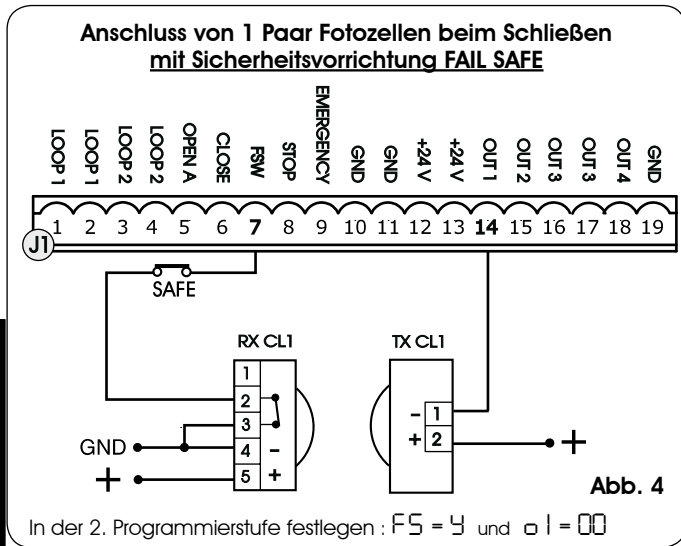 Anschluss von 1 Paar Fotozellen beim Schließen
mit Sicherheitsvorrichtung FAIL SAFE
LOOP 1 LOOP 1 LOOP 2 LOOP 2 OPEN A CLOSE FSW STOP EMERGENCY GND GND +24 V +24 V OUT 1 OUT 2 OUT 3 OUT 3 OUT 4 GND
1 2 3 4 5 6 7 8 9 10 11 12 13 14 15 16 17 18 19
J1
SAFE
RX CL1
1
2
3
GND 4 -
+ 5 +
TX CL1
- 1
+ 2 +
Abb. 4
In der 2. Programmierstufe festlegen : FS = Y und o1 = 00